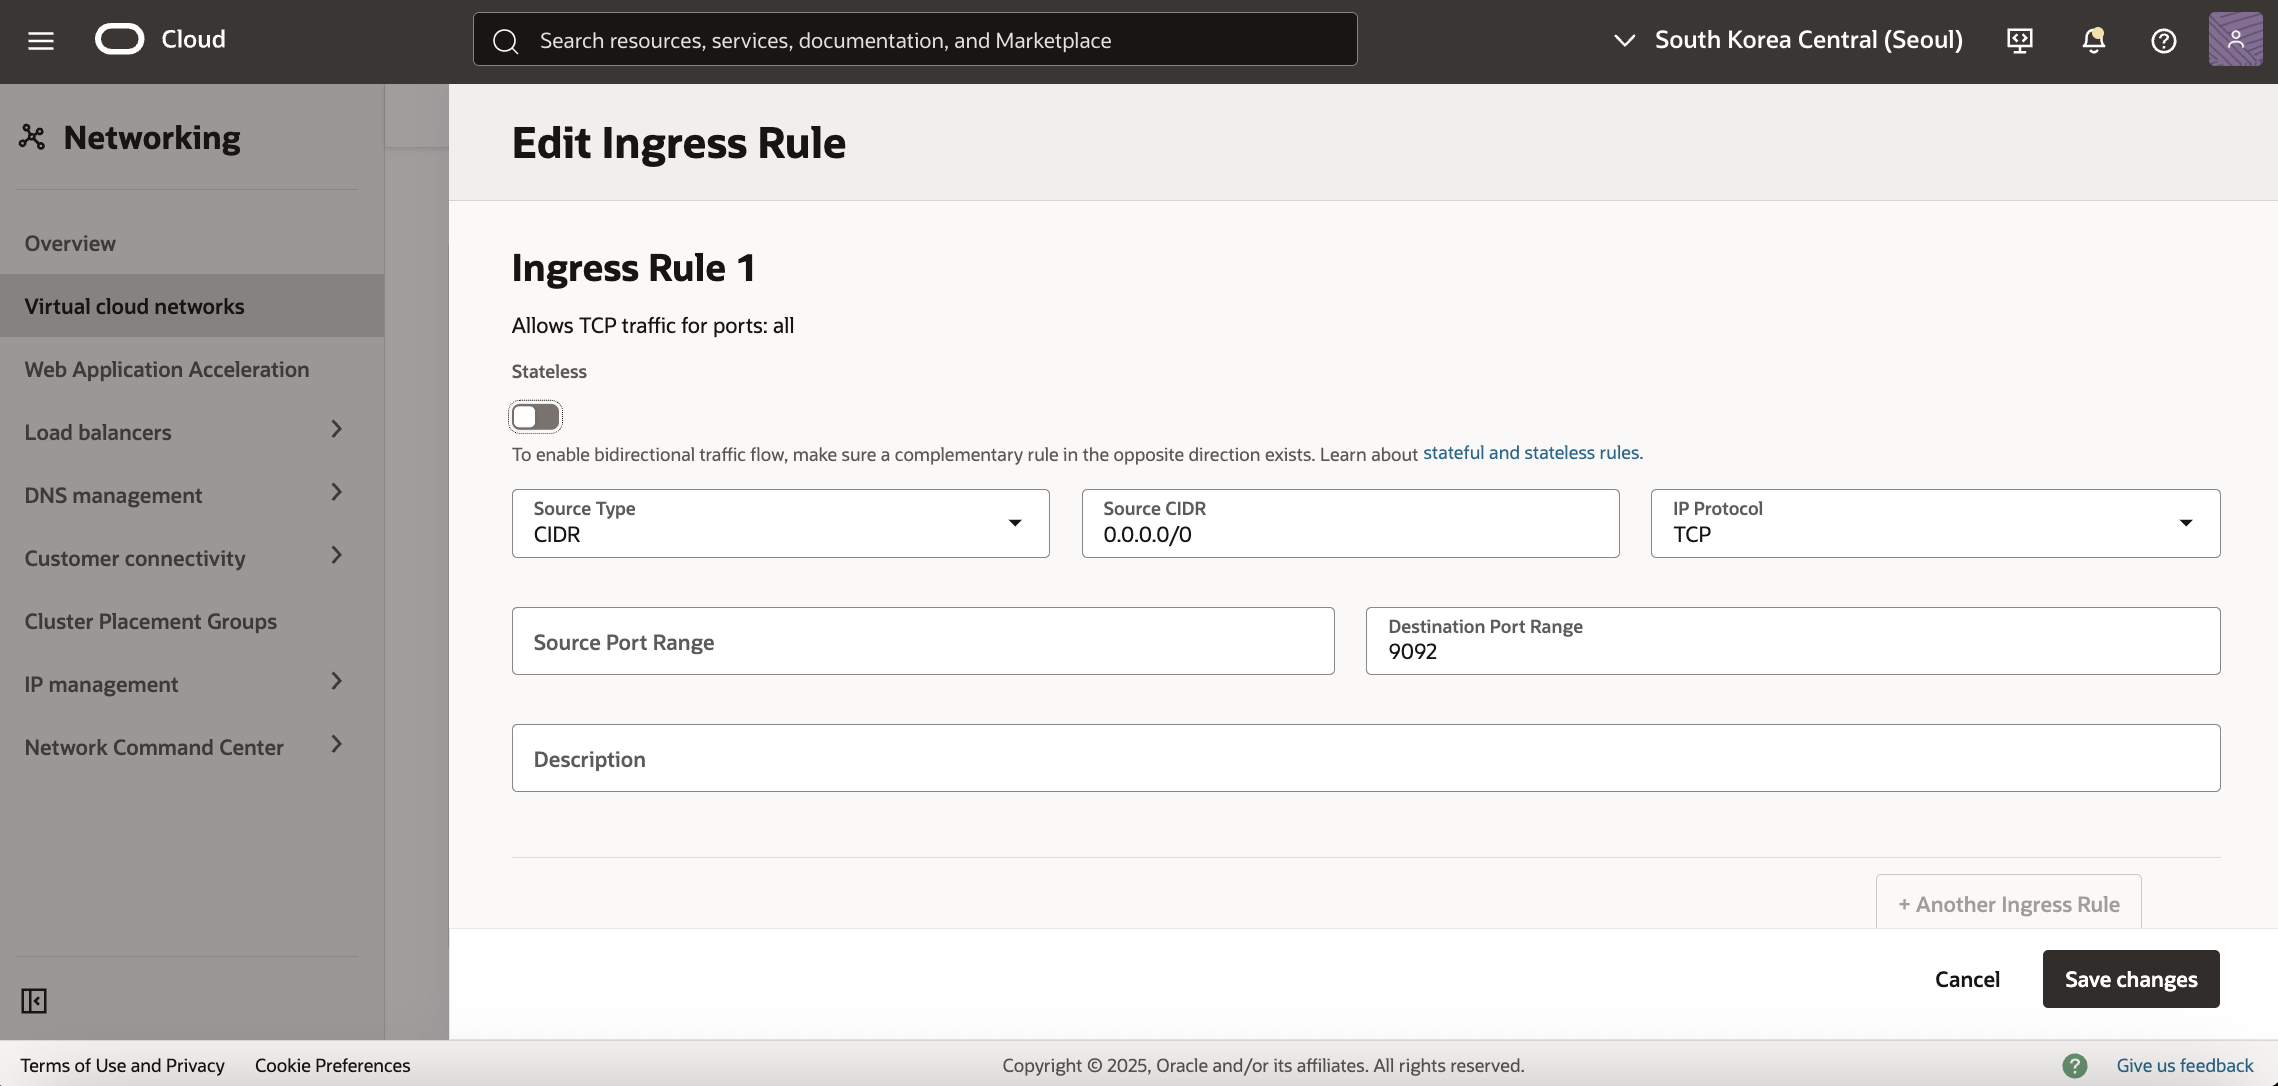 Cloud
Search resources, services, documentation, and Marketplace
South Korea Central (Seoul)
Networking
Overview
Virtual cloud networks
Web Application Acceleration
Load balancers
DNS management
Customer connectivity
Cluster Placement Groups
IP management
Network Command Center
Edit Ingress Rule
Ingress Rule 1
Allows TCP traffic for ports: all
Stateless
To enable bidirectional traffic flow, make sure a complementary rule in the opposite direction exists. Learn about stateful and stateless rules.
Source Type
CIDR
Source CIDR
0.0.0.0/0
IP Protocol
TCP
Source Port Range
Destination Port Range
9092
Description
+ Another Ingress Rule
Cancel
Save changes
Terms of Use and Privacy
Cookie Preferences
Copyright © 2025, Oracle and/or its affiliates. All rights reserved.
Give us feedback